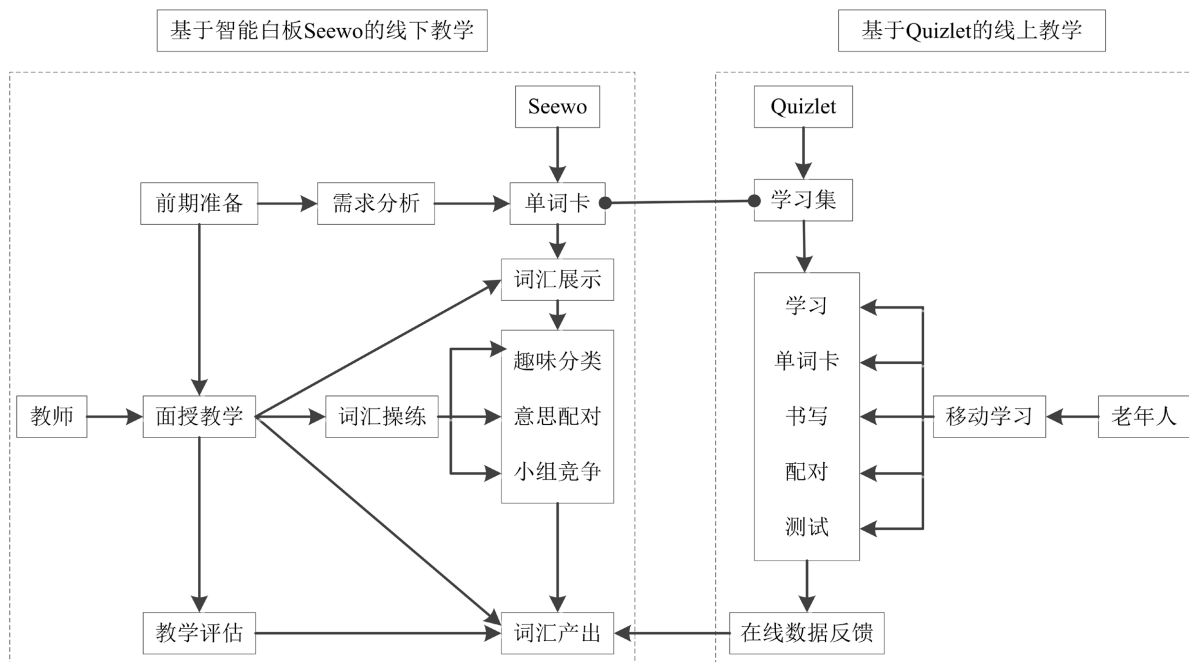 基于智能白板Seewo的线下教学
基于Quizlet的线上教学
Seewo
Quizlet
前期准备
需求分析
单词卡
学习集
词汇展示
学习
趣味分类
单词卡
教师
面授教学
词汇操练
意思配对
书写
移动学习
老年人
小组竞争
配对
测试
教学评估
词汇产出
在线数据反馈